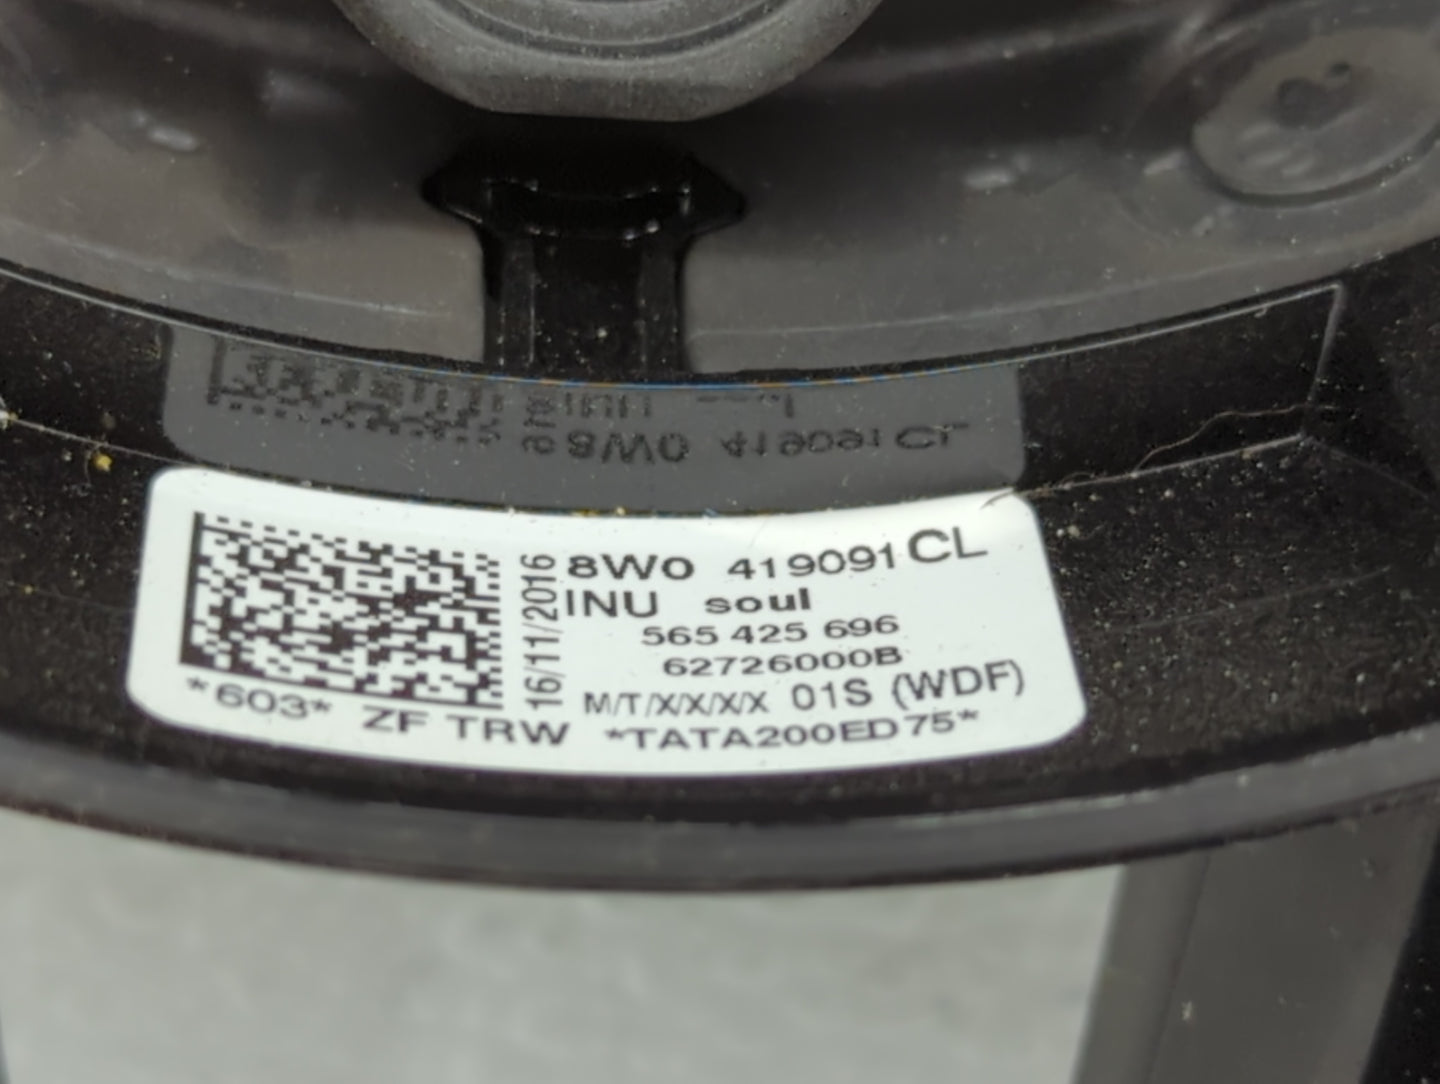 8W0 419091 CL
INU soul
565 425 696
62726000B
M/T/X/X/X/X 01S (WDF)
*603* ZF TRW *TATA200ED75*
16/11/2016